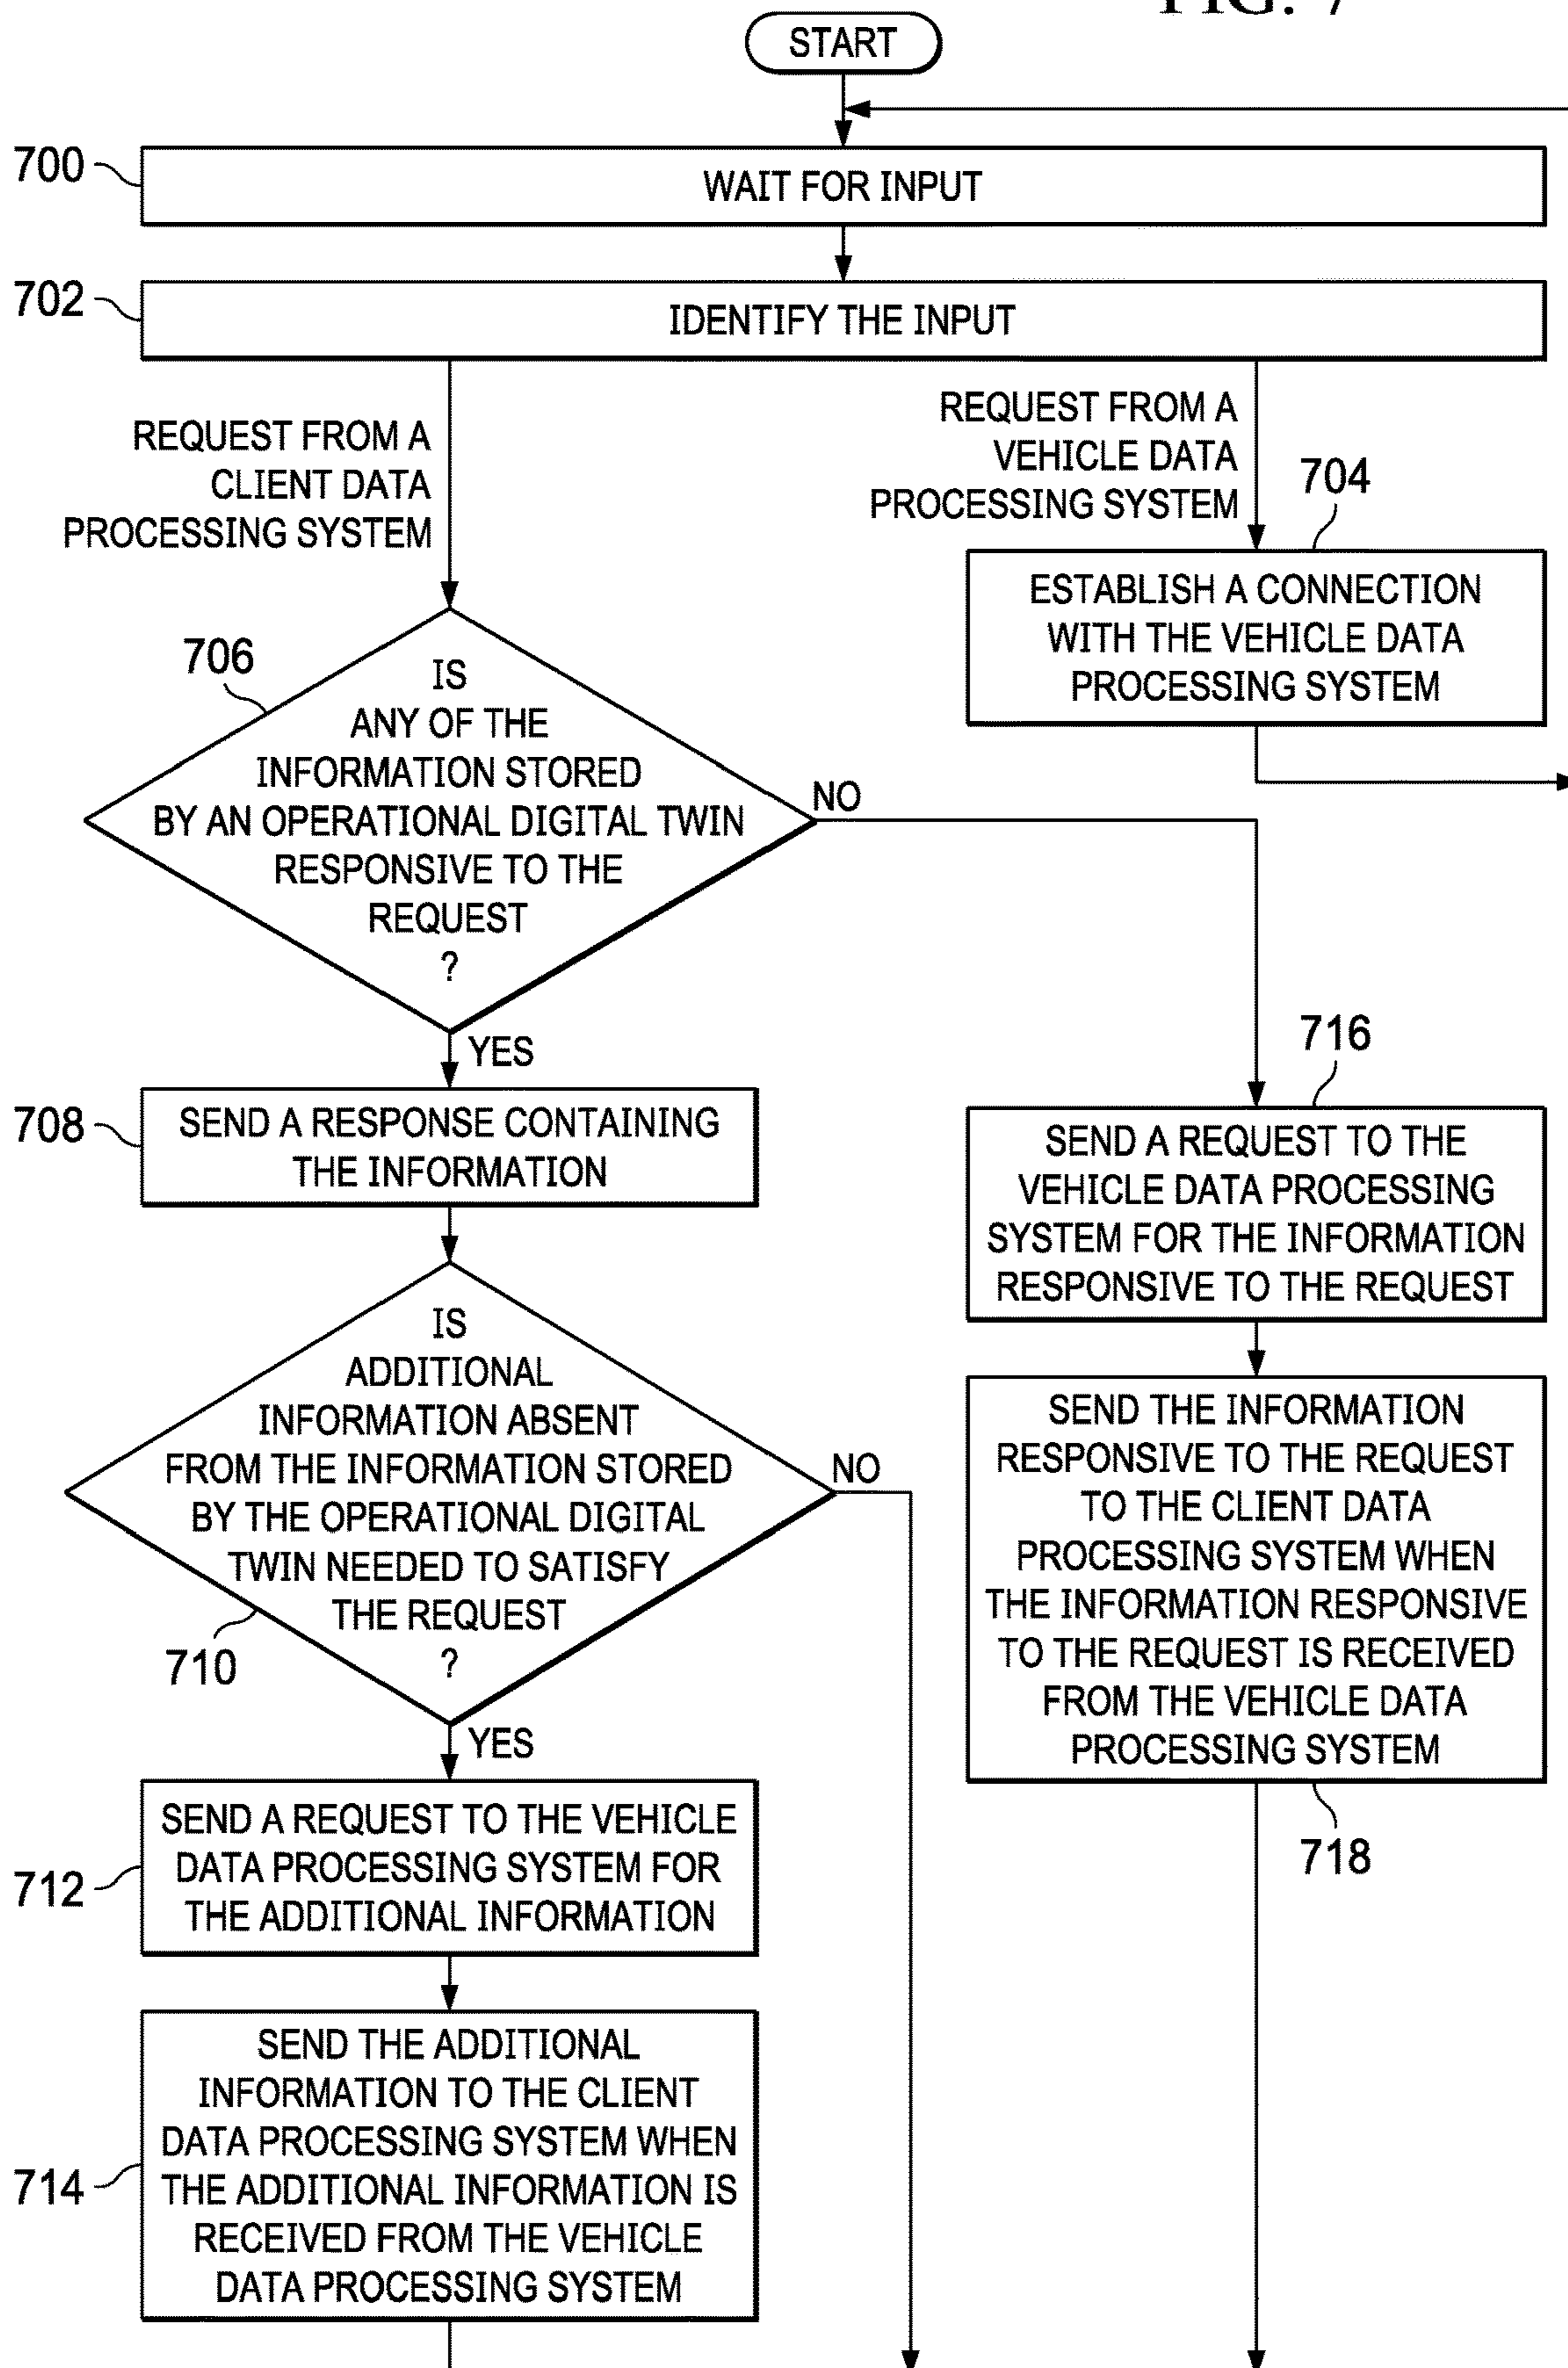 FIG. 7
START
700
WAIT FOR INPUT
702
IDENTIFY THE INPUT
REQUEST FROM A
CLIENT DATA
PROCESSING SYSTEM
REQUEST FROM A
VEHICLE DATA
PROCESSING SYSTEM
704
ESTABLISH A CONNECTION
WITH THE VEHICLE DATA
PROCESSING SYSTEM
706
IS
ANY OF THE
INFORMATION STORED
BY AN OPERATIONAL DIGITAL TWIN
RESPONSIVE TO THE
REQUEST
?
NO
YES
708
SEND A RESPONSE CONTAINING
THE INFORMATION
716
SEND A REQUEST TO THE
VEHICLE DATA PROCESSING
SYSTEM FOR THE INFORMATION
RESPONSIVE TO THE REQUEST
IS
ADDITIONAL
INFORMATION ABSENT
FROM THE INFORMATION STORED
BY THE OPERATIONAL DIGITAL
TWIN NEEDED TO SATISFY
THE REQUEST
?
710
NO
YES
SEND THE INFORMATION
RESPONSIVE TO THE REQUEST
TO THE CLIENT DATA
PROCESSING SYSTEM WHEN
THE INFORMATION RESPONSIVE
TO THE REQUEST IS RECEIVED
FROM THE VEHICLE DATA
PROCESSING SYSTEM
718
712
SEND A REQUEST TO THE VEHICLE
DATA PROCESSING SYSTEM FOR
THE ADDITIONAL INFORMATION
714
SEND THE ADDITIONAL
INFORMATION TO THE CLIENT
DATA PROCESSING SYSTEM WHEN
THE ADDITIONAL INFORMATION IS
RECEIVED FROM THE VEHICLE
DATA PROCESSING SYSTEM